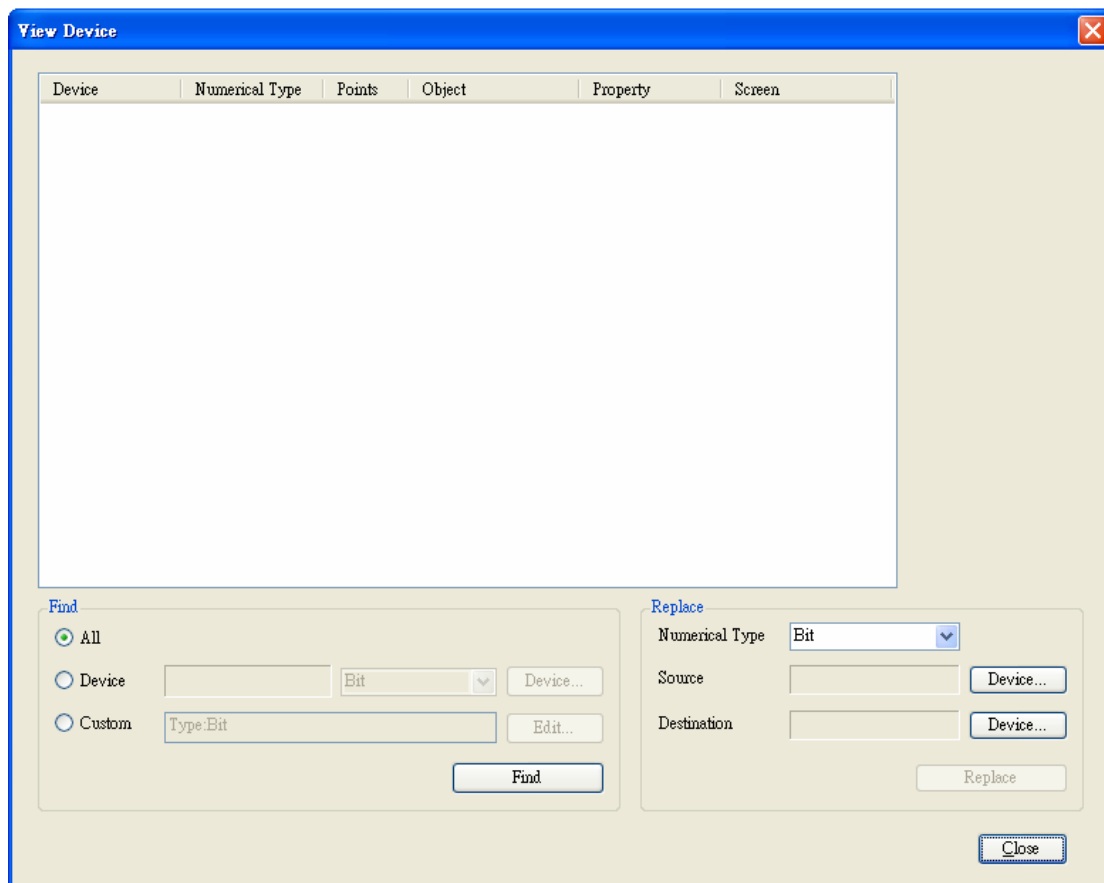 View Device
Device Numerical Type Points Object Property Screen
Find
All
Device Bit Device...
Custom Type:Bit Edit...
Find
Replace
Numerical Type Bit
Source Device...
Destination Device...
Replace
Close